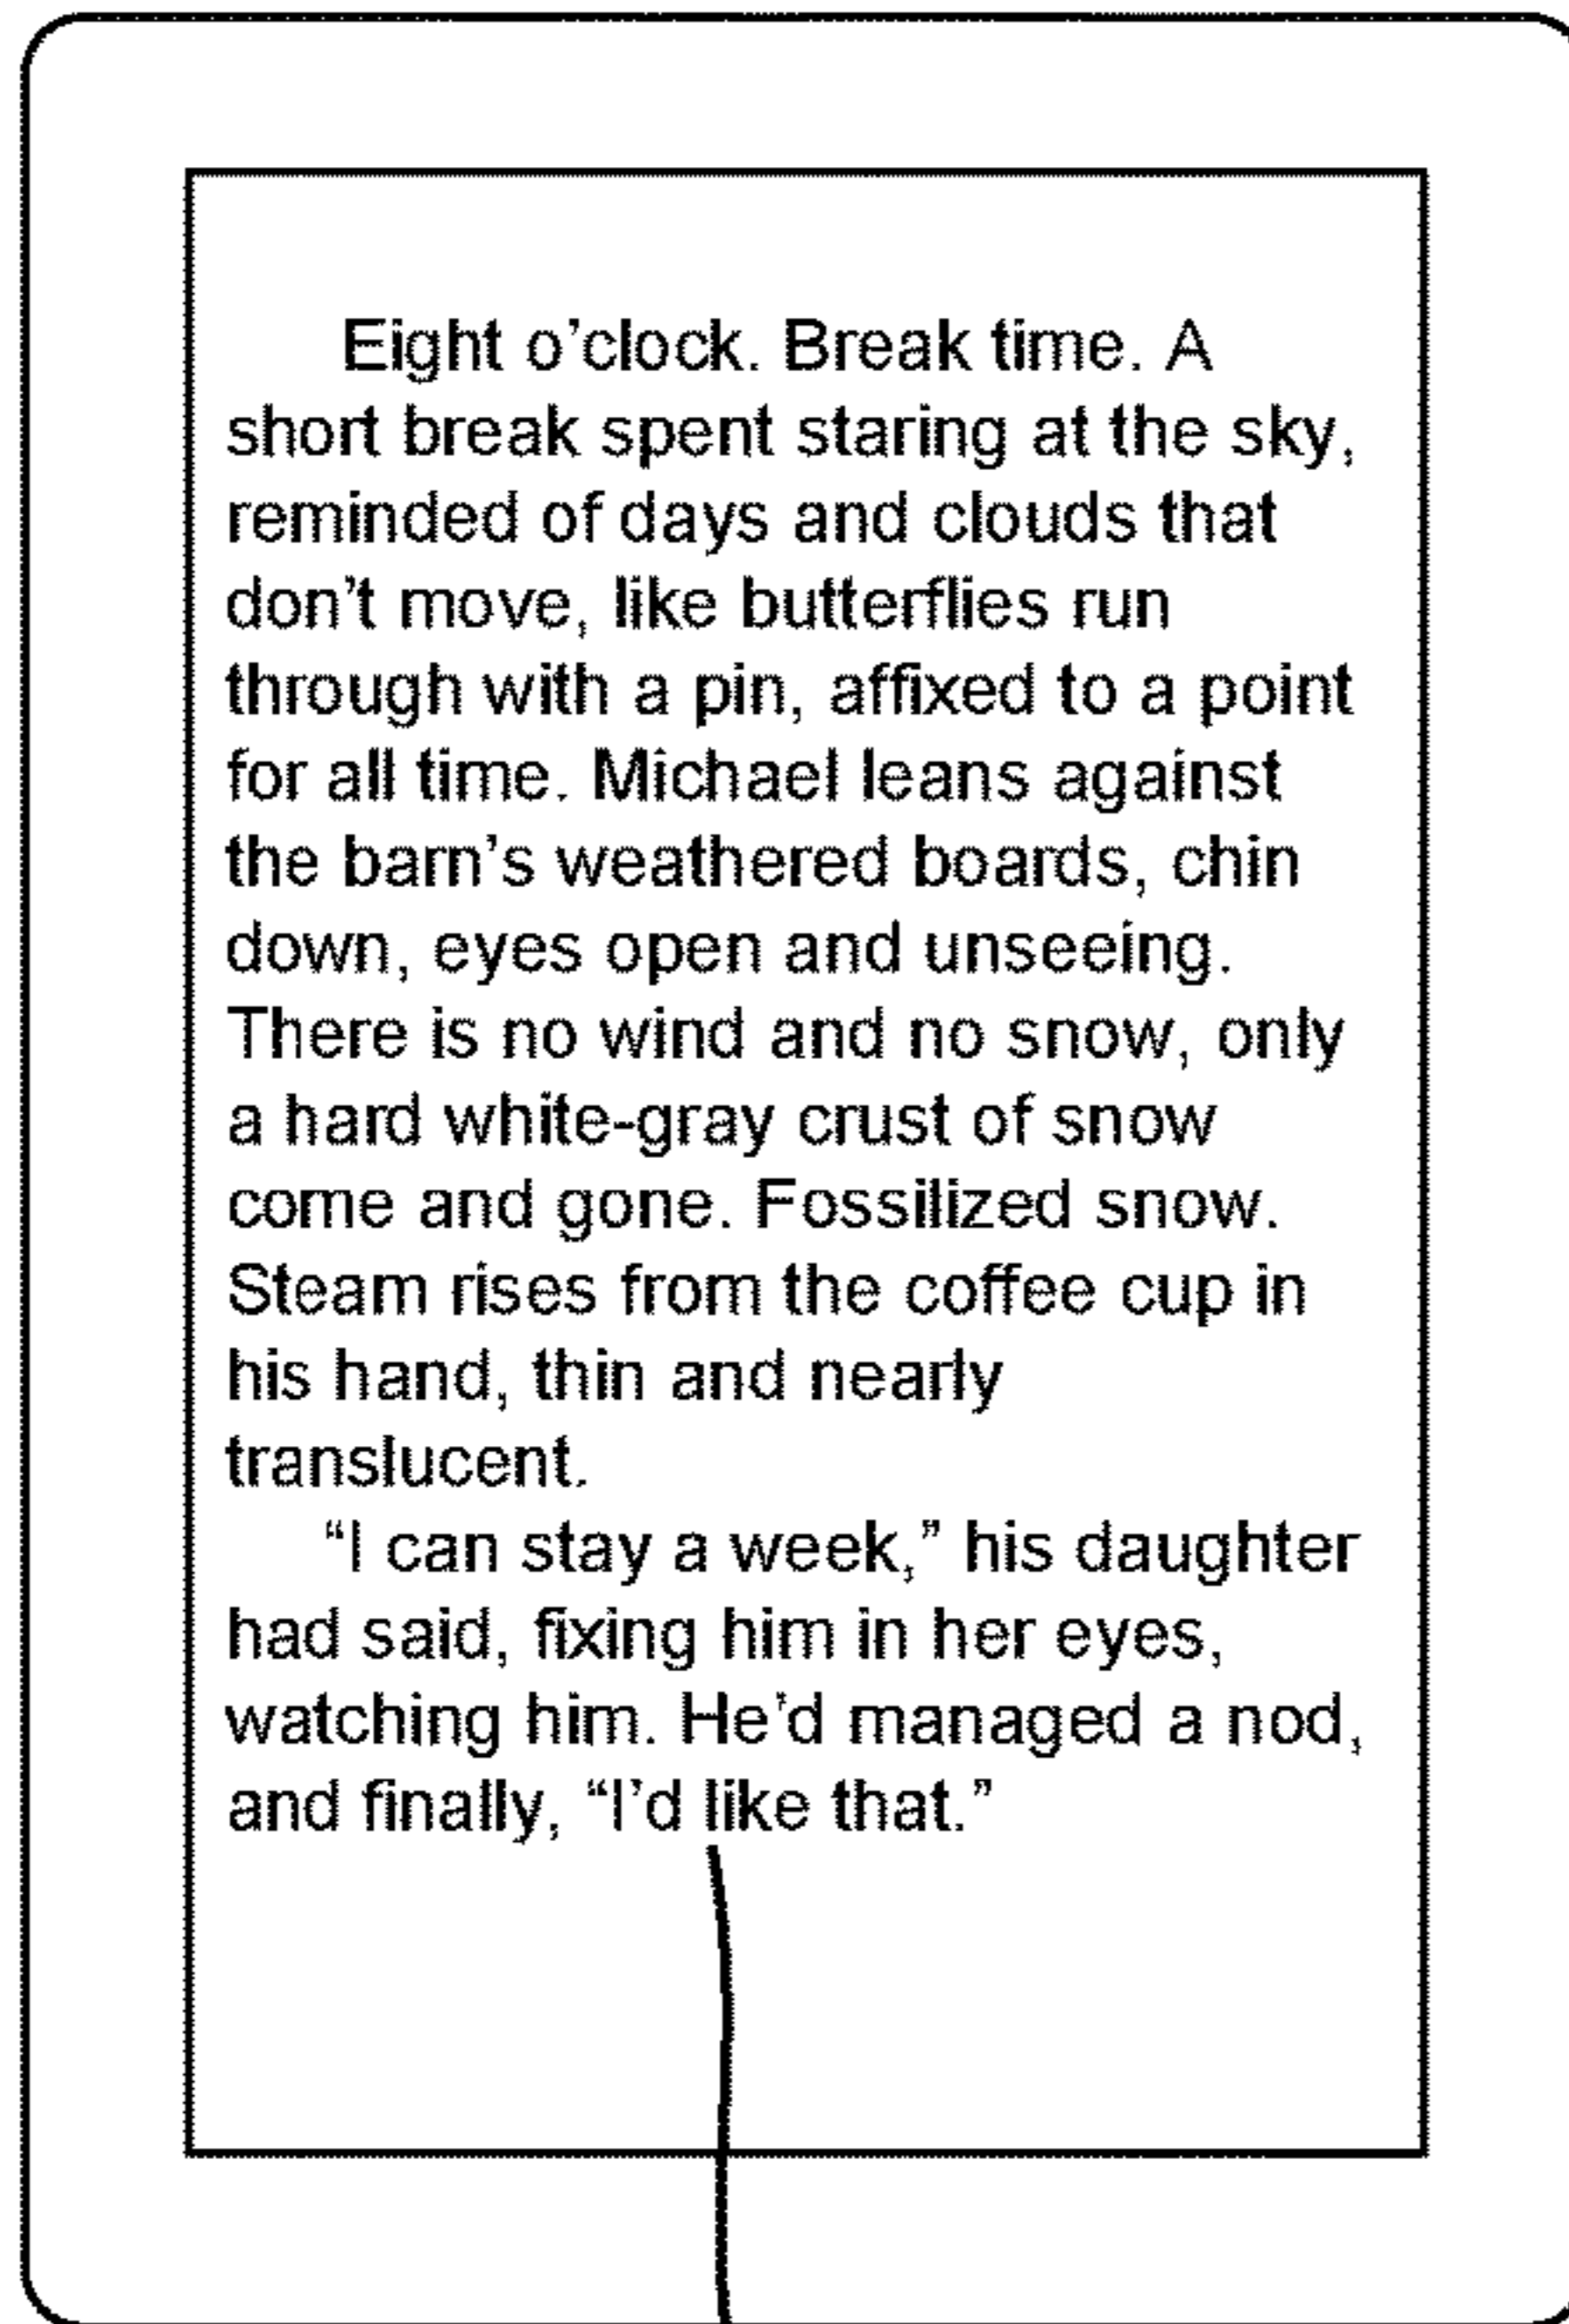 Eight o’clock. Break time. A
short break spent staring at the sky,
reminded of days and clouds that
don’t move, like butterflies run
through with a pin, affixed to a point
for all time. Michael leans against
the barn’s weathered boards, chin
down, eyes open and unseeing.
There is no wind and no snow, only
a hard white-gray crust of snow
come and gone. Fossilized snow.
Steam rises from the coffee cup in
his hand, thin and nearly
translucent.
“I can stay a week,” his daughter
had said, fixing him in her eyes,
watching him. He’d managed a nod,
and finally, “I’d like that.”